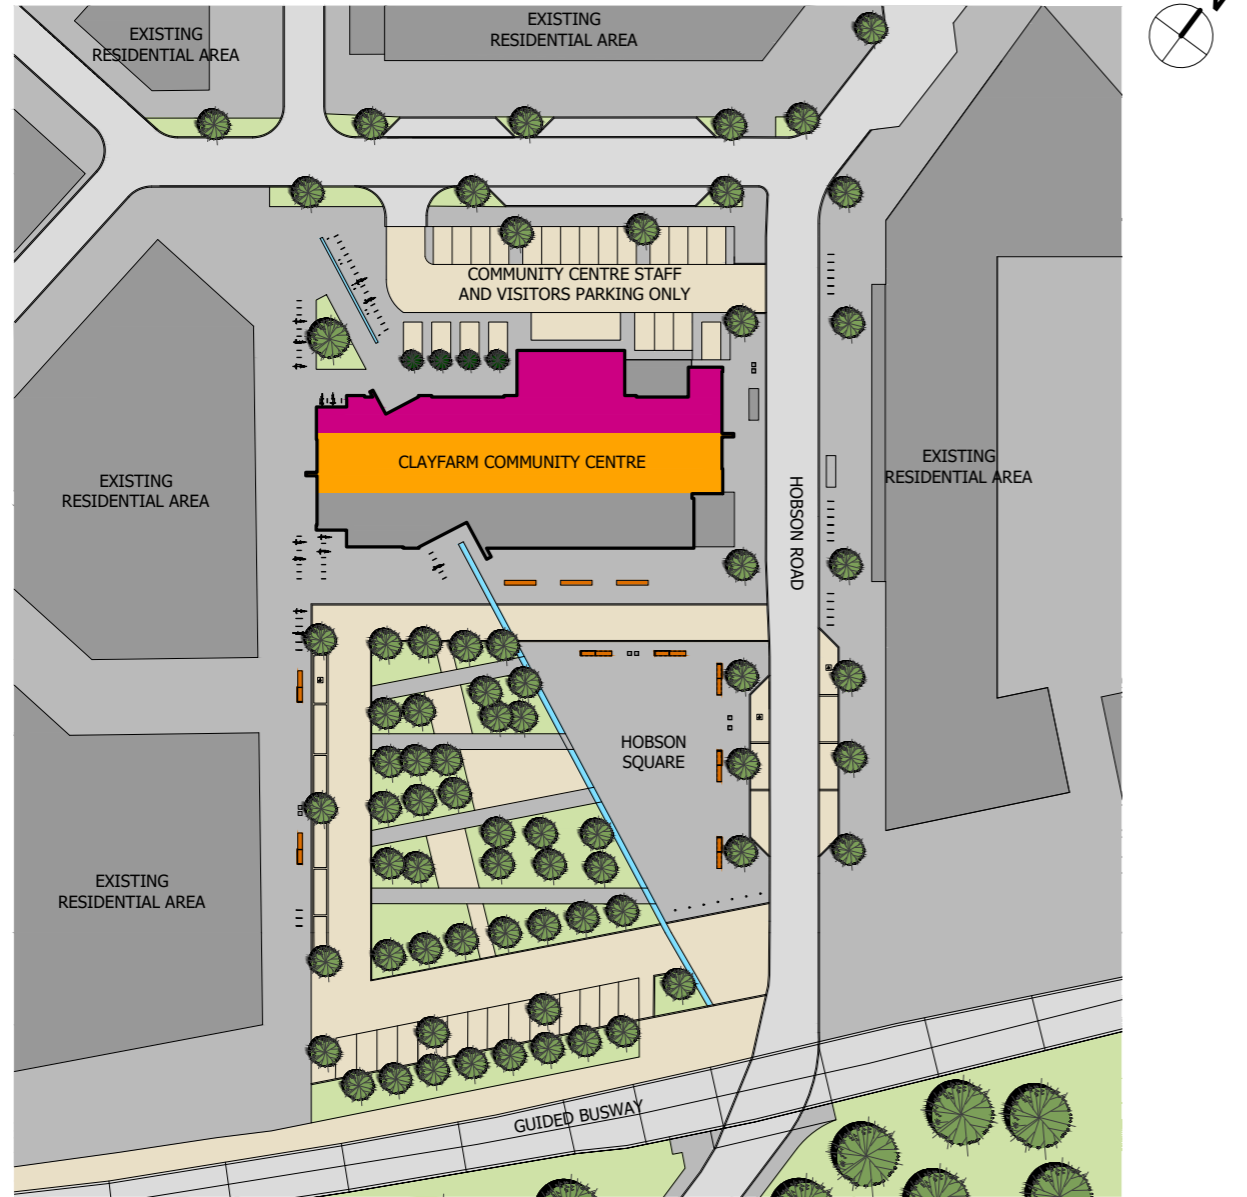 EXISTING
RESIDENTIAL AREA
EXISTING
RESIDENTIAL AREA
N
COMMUNITY CENTRE STAFF
AND VISITORS PARKING ONLY
CLAYFARM COMMUNITY CENTRE
EXISTING
RESIDENTIAL AREA
EXISTING
RESIDENTIAL AREA
HOBSON ROAD
HOBSON
SQUARE
EXISTING
RESIDENTIAL AREA
GUIDED BUSWAY